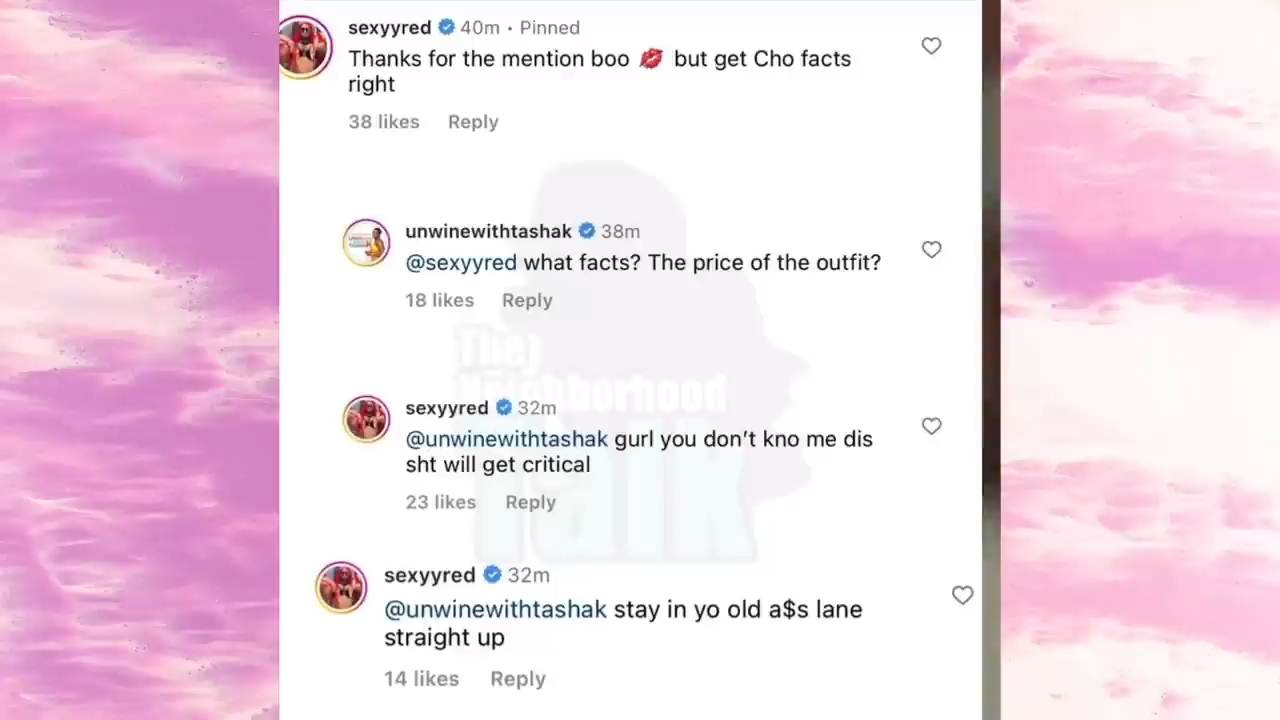 sexyyred 40m · Pinned
Thanks for the mention boo 💋 but get Cho facts
right
38 likes Reply
unwinewithtashak 38m
@sexyyred what facts? The price of the outfit?
18 likes Reply
They
Neighborhood
Talk
sexyyred 32m
@unwinewithtashak gurl you don’t kno me dis
sht will get critical
23 likes Reply
sexyyred 32m
@unwinewithtashak stay in yo old a$s lane
straight up
14 likes Reply